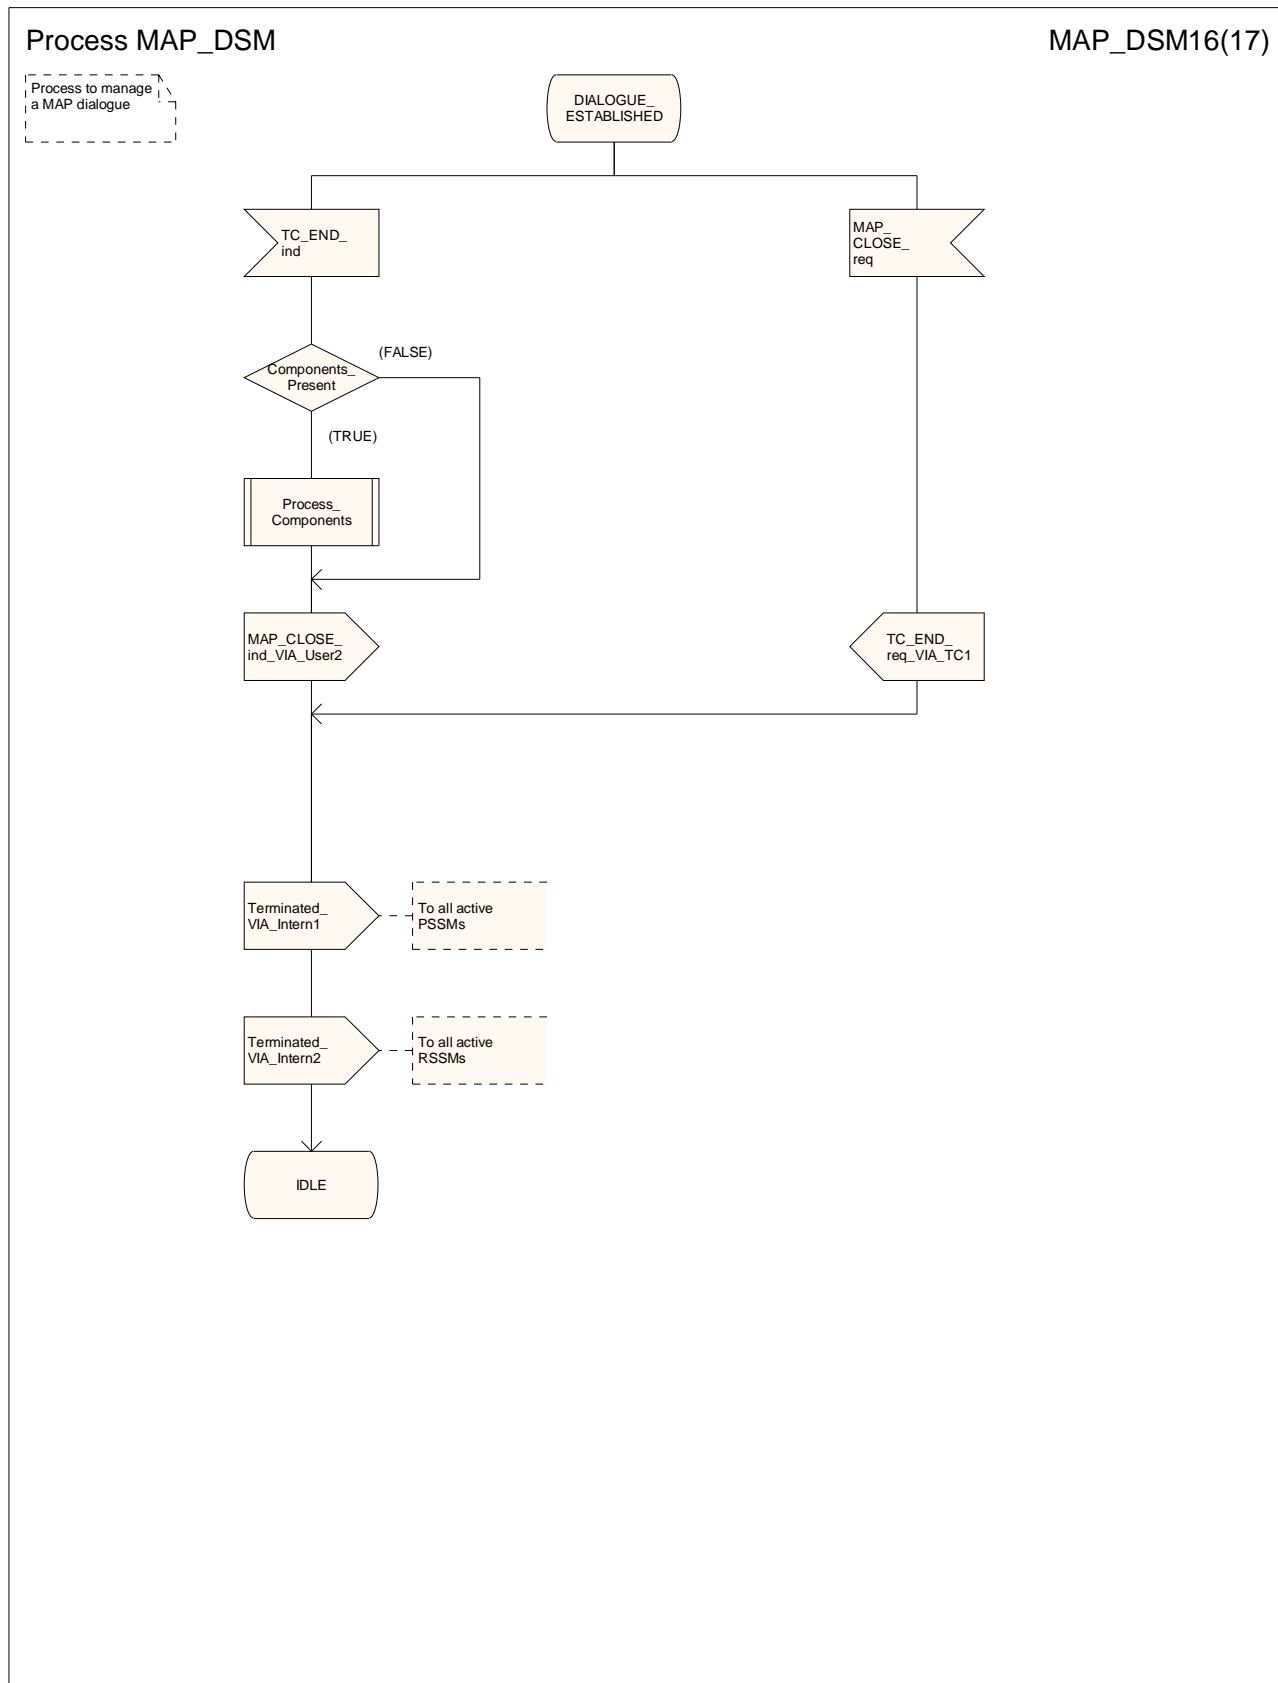 Process MAP_DSM
MAP_DSM16(17)
Process to manage
a MAP dialogue
DIALOGUE_
ESTABLISHED
TC_END_
ind
MAP_
CLOSE_
req
(FALSE)
Components_
Present
(TRUE)
Process_
Components
MAP_CLOSE_
ind_VIA_User2
TC_END_
req_VIA_TC1
Terminated_
VIA_Intern1
To all active
PSSMs
Terminated_
VIA_Intern2
To all active
RSSMs
IDLE